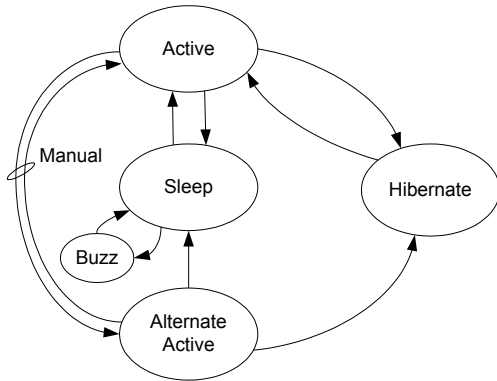 Active
Manual
Sleep
Hibernate
Buzz
Alternate
Active